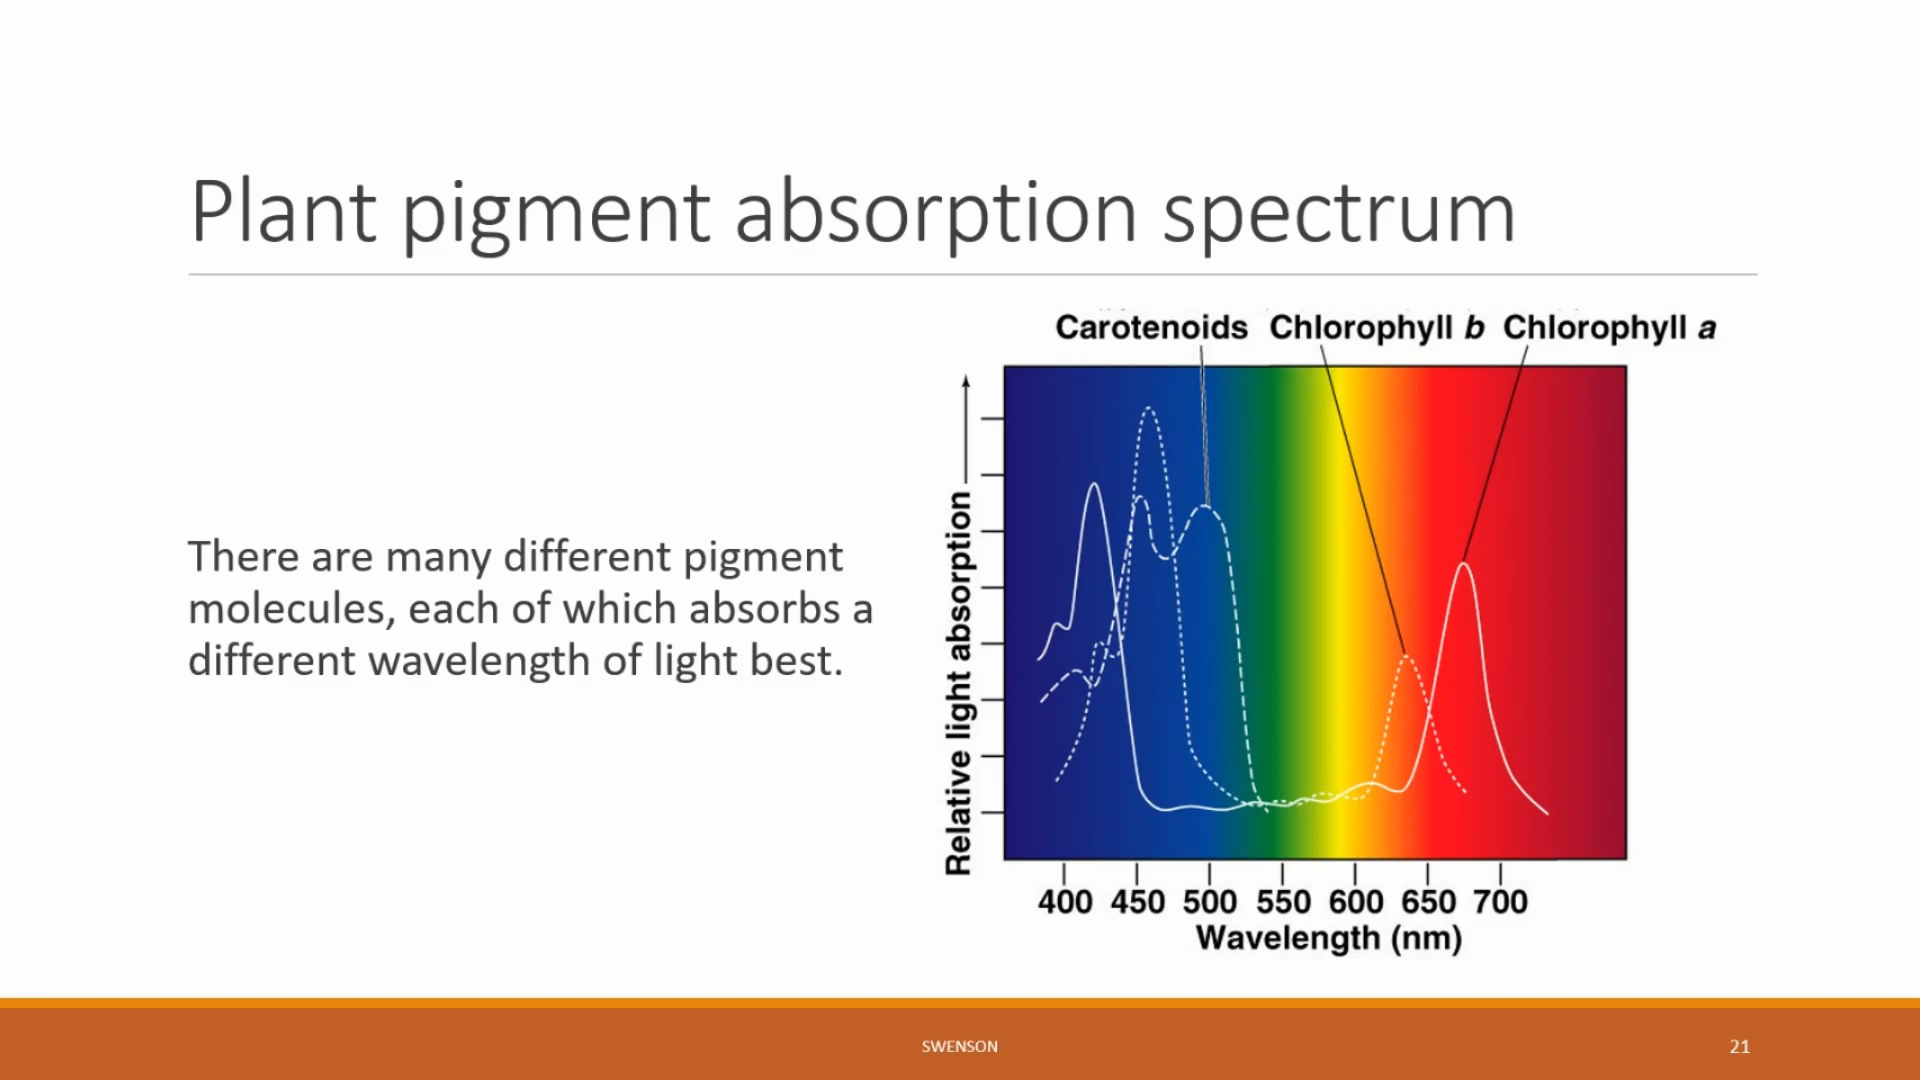 Plant pigment absorption spectrum
There are many different pigment
molecules, each of which absorbs a
different wavelength of light best.
Carotenoids Chlorophyll b Chlorophyll a
Relative light absorption
400 450 500 550 600 650 700
Wavelength (nm)
SWENSON
21